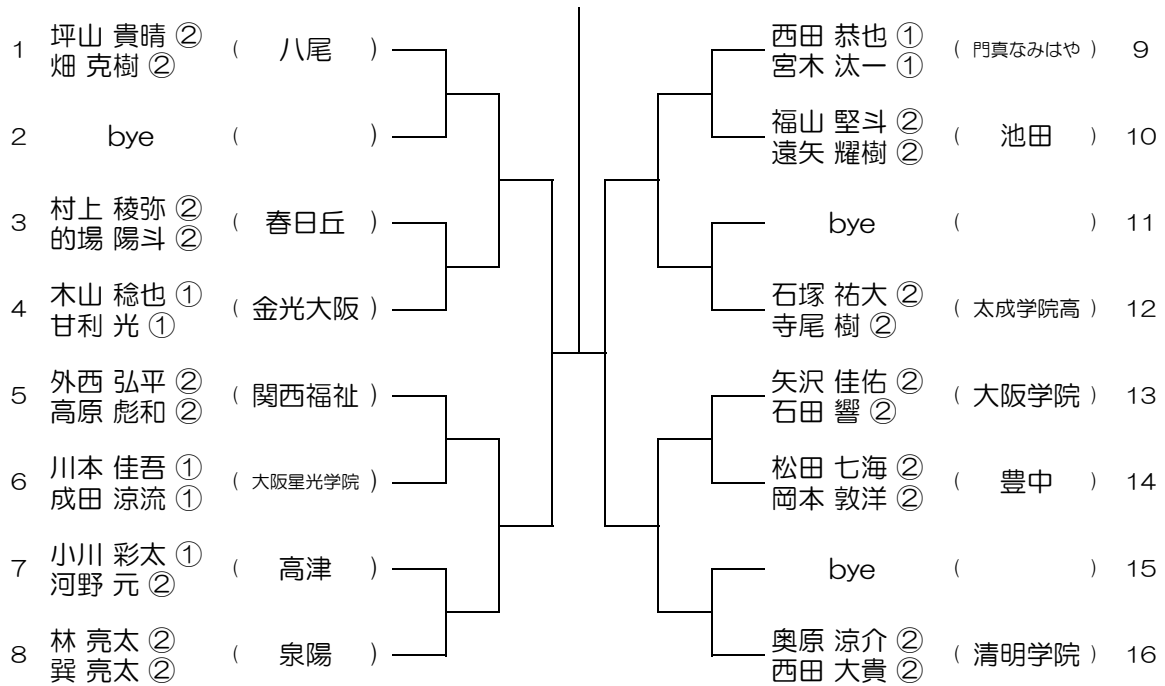 1 坪山 貴晴 ② ( 八尾 )
畑 克樹 ②
2 bye ( )
3 村上 稜弥 ② ( 春日丘 )
的場 陽斗 ②
4 木山 稔也 ① ( 金光大阪 )
甘利 光 ①
5 外西 弘平 ② ( 関西福祉 )
高原 彪和 ②
6 川本 佳吾 ① ( 大阪星光学院 )
成田 涼流 ①
7 小川 彩太 ① ( 高津 )
河野 元 ②
8 林 亮太 ② ( 泉陽 )
巽 亮太 ②
西田 恭也 ① ( 門真なみはや ) 9
宮木 汰一 ①
福山 堅斗 ② ( 池田 ) 10
遠矢 耀樹 ②
bye ( ) 11
石塚 祐大 ② ( 太成学院高 ) 12
寺尾 樹 ②
矢沢 佳佑 ② ( 大阪学院 ) 13
石田 響 ②
松田 七海 ② ( 豊中 ) 14
岡本 敦洋 ②
bye ( ) 15
奥原 涼介 ② ( 清明学院 ) 16
西田 大貴 ②